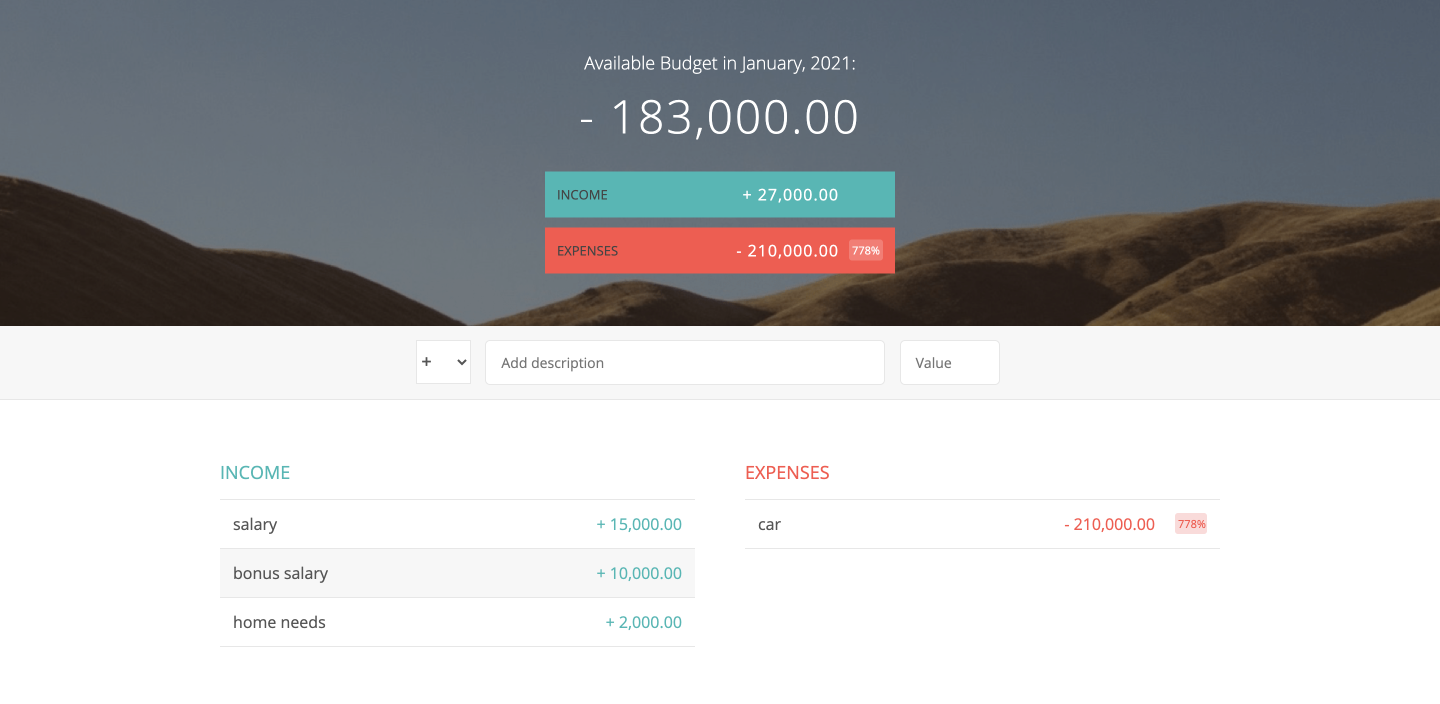 Available Budget in January, 2021:
- 183,000.00
INCOME + 27,000.00
EXPENSES - 210,000.00 778%
+ Add description Value
INCOME
salary + 15,000.00
bonus salary + 10,000.00
home needs + 2,000.00
EXPENSES
car - 210,000.00 778%